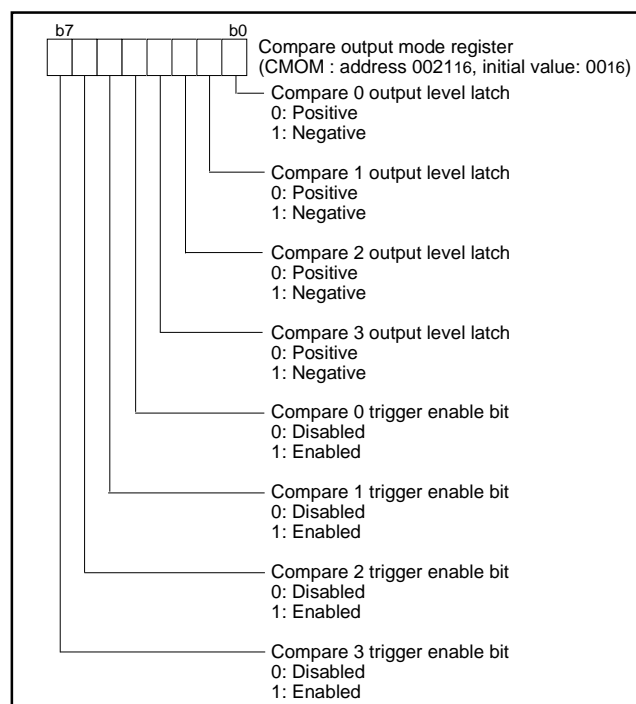 b7 b0
Compare output mode register
(CMOM : address 002116, initial value: 0016)
Compare 0 output level latch
0: Positive
1: Negative
Compare 1 output level latch
0: Positive
1: Negative
Compare 2 output level latch
0: Positive
1: Negative
Compare 3 output level latch
0: Positive
1: Negative
Compare 0 trigger enable bit
0: Disabled
1: Enabled
Compare 1 trigger enable bit
0: Disabled
1: Enabled
Compare 2 trigger enable bit
0: Disabled
1: Enabled
Compare 3 trigger enable bit
0: Disabled
1: Enabled